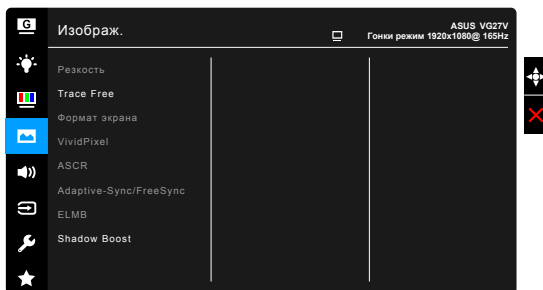 G
Изображ.
ASUS VG27V
Гонки режим 1920x1080@ 165Hz
Резкость
Trace Free
Формат экрана
VividPixel
ASCR
Adaptive-Sync/FreeSync
ELMB
Shadow Boost